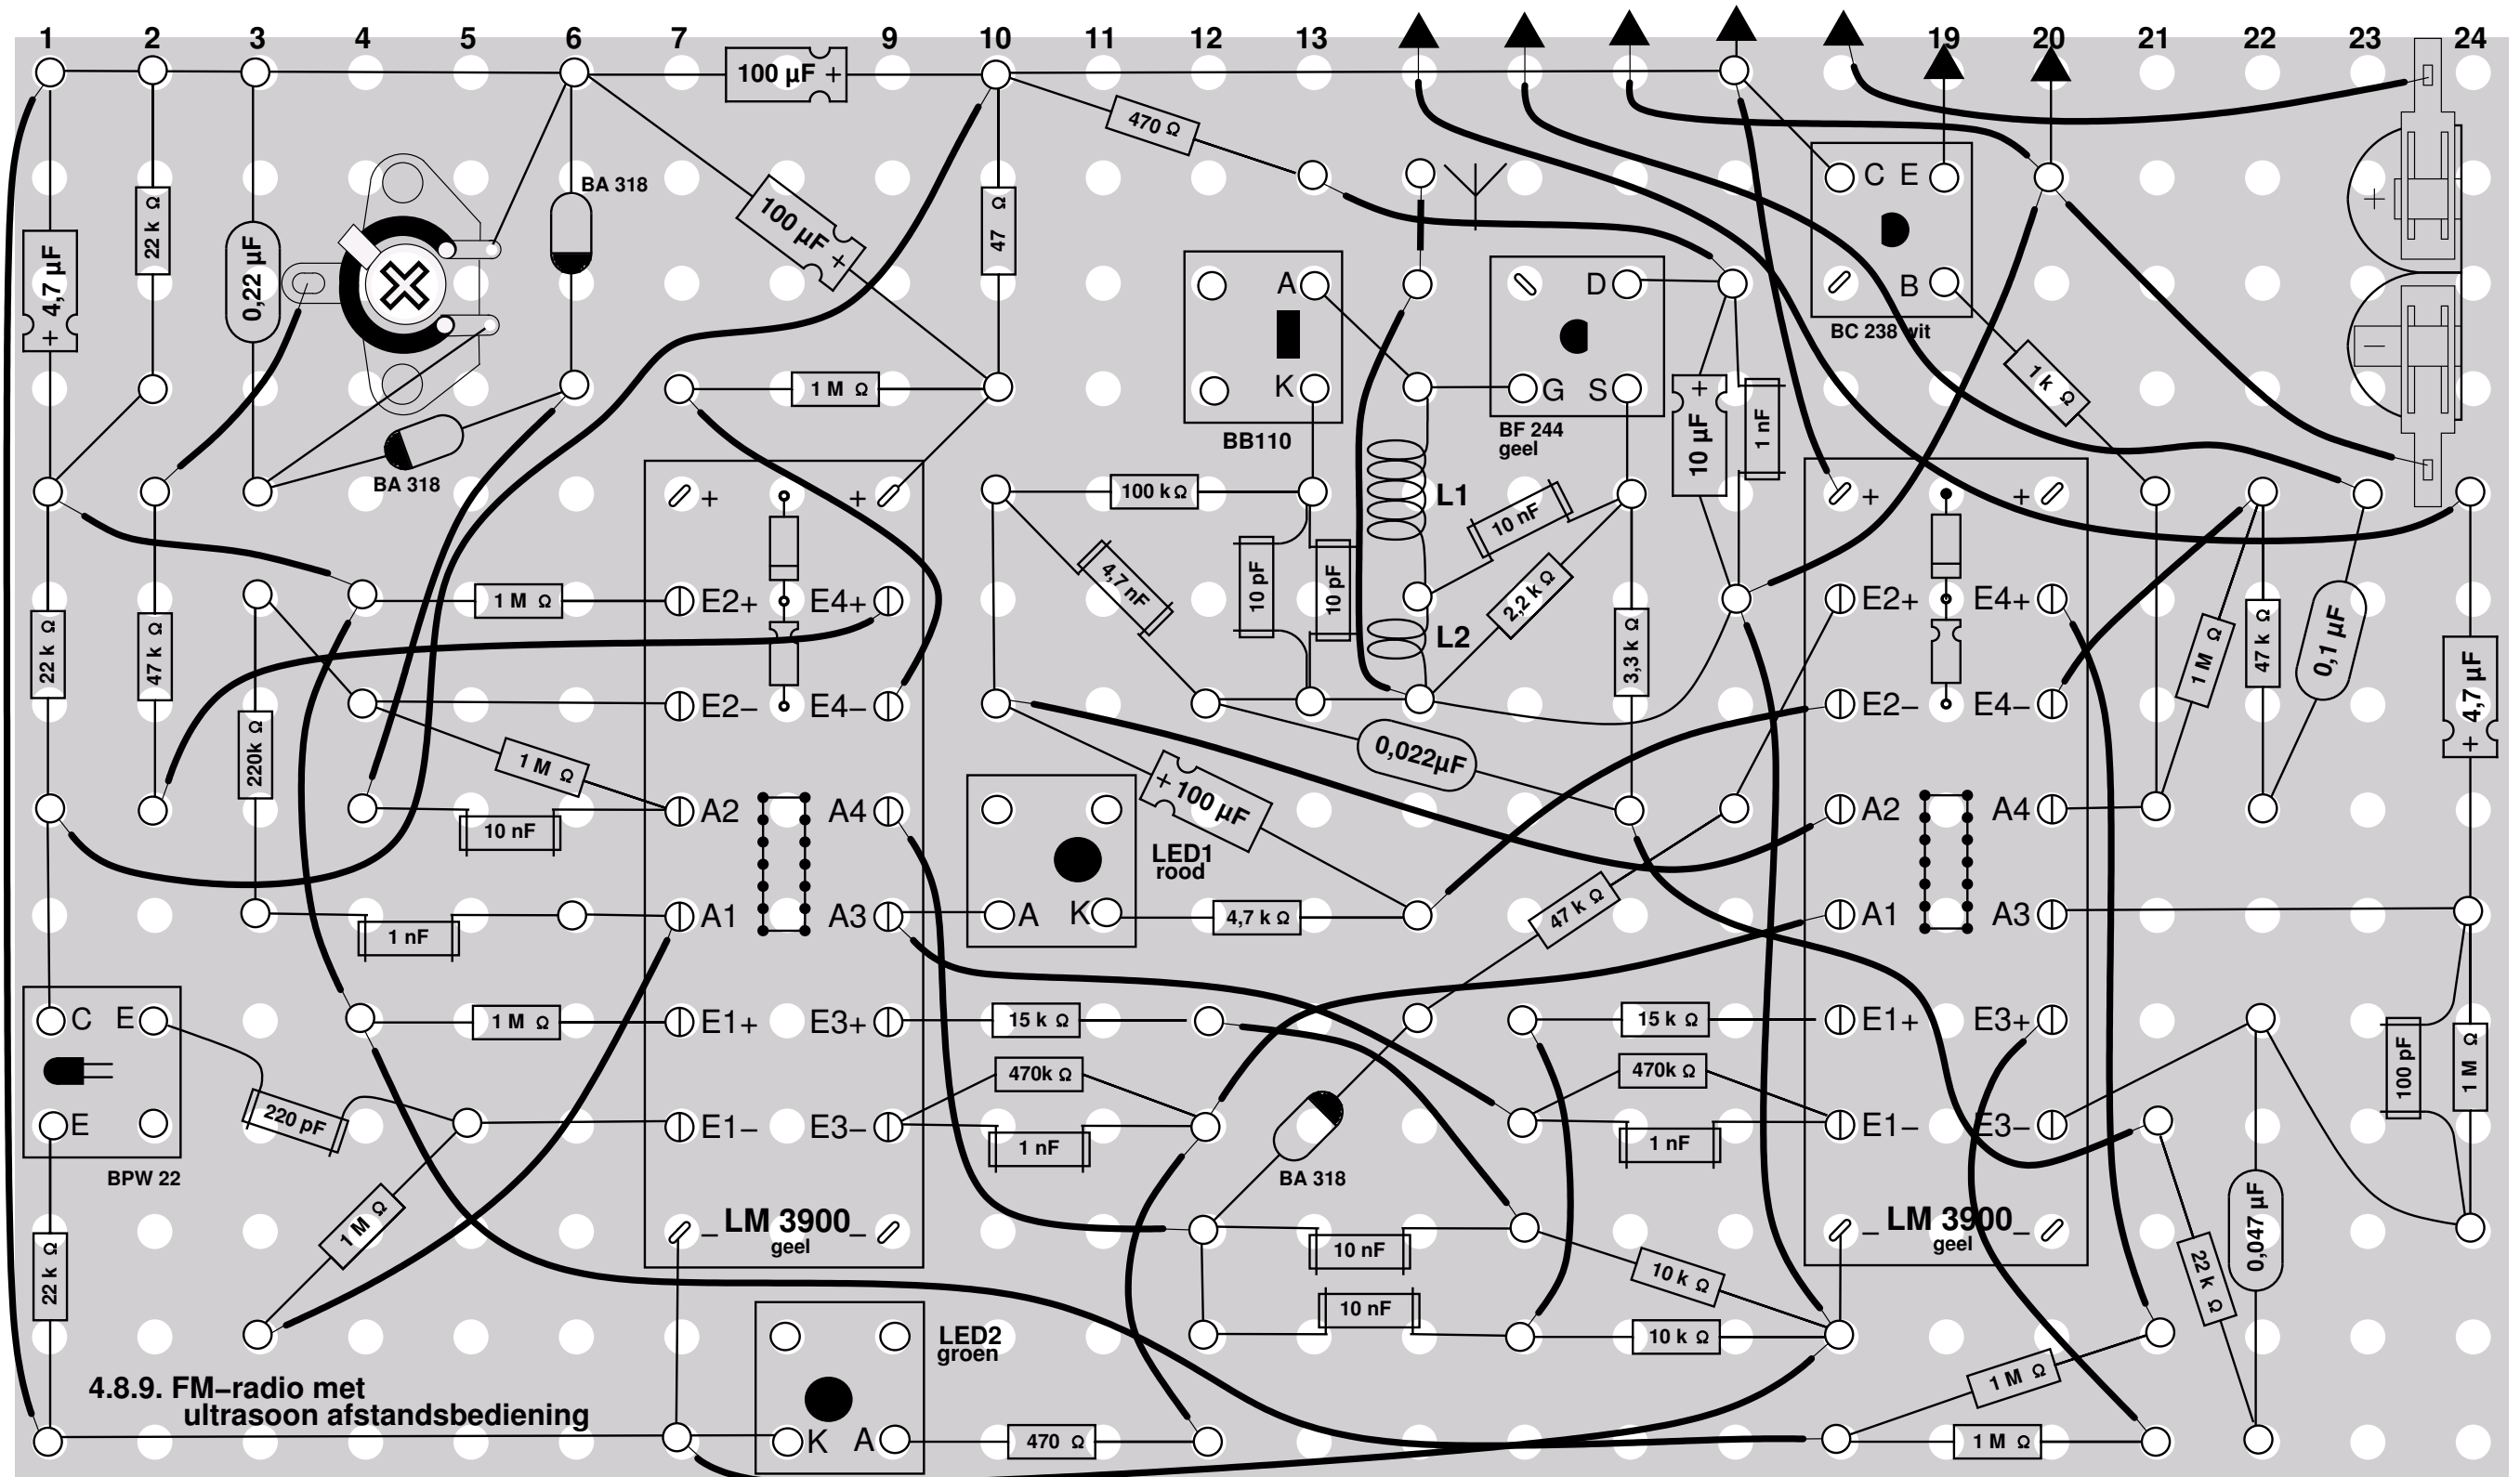 1 2 3 4 5 6 7 9 10 11 12 13 19 20 21 22 23 24
100 µF +
470 Ω
C E
BA 318
22 k Ω
47 Ω
100 µF
+
+
4,7 µF
+
0,22 µF
A
D
B
BC 238 wit
1 M Ω
K
G S
1 k Ω
−
10 µF
+
1 nF
BB110
BF 244
geel
BA 318
+ +
100 k Ω
L1
10 nF
+ +
4,7 nF
10 pF
10 pF
2,2 k Ω
1 M Ω
E2+ E4+
E2+ E4+
22 k Ω
47 k Ω
L2
3,3 k Ω
1 M Ω
47 k Ω
0,1 µF
4,7 µF
+
E2− E4−
E2− E4−
220k Ω
1 M Ω
0,022µF
+ 100 µF
A2 A4
A2 A4
10 nF
LED1
rood
A1 A3
A K
4,7 k Ω
47 k Ω
A1 A3
1 nF
C E
1 M Ω
E1+ E3+
15 k Ω
15 k Ω
E1+ E3+
470k Ω
470k Ω
100 pF
1 M Ω
E
220 pF
E1− E3−
1 nF
1 nF
E1− E3−
BPW 22
BA 318
1 M Ω
− LM 3900 −
geel
− LM 3900 −
geel
22 k Ω
10 nF
10 k Ω
22 k Ω
0,047 µF
10 nF
10 k Ω
LED2
groen
4.8.9. FM−radio met
ultrasoon afstandsbediening
1 M Ω
K A
470 Ω
1 M Ω